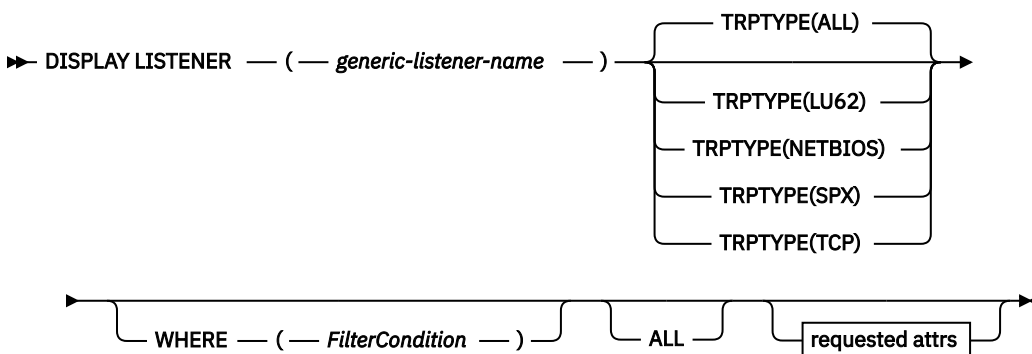 TRPTYPE(ALL)
DISPLAY LISTENER ( generic-listener-name )
TRPTYPE(LU62)
TRPTYPE(NETBIOS)
TRPTYPE(SPX)
TRPTYPE(TCP)
WHERE ( FilterCondition ) ALL requested attrs